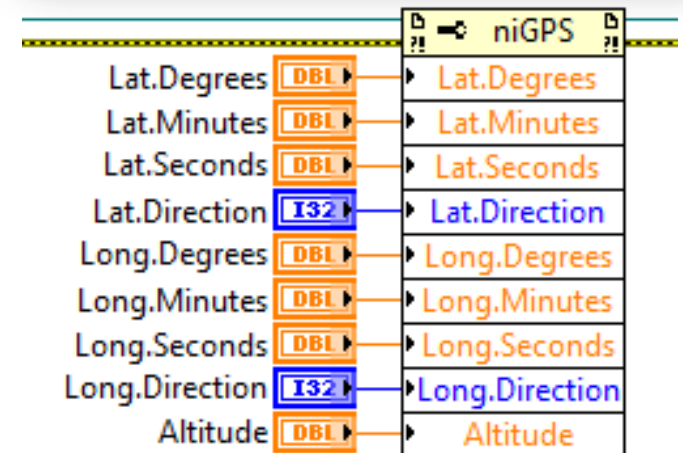 niGPS
Lat.Degrees DBL Lat.Degrees
Lat.Minutes DBL Lat.Minutes
Lat.Seconds DBL Lat.Seconds
Lat.Direction I32 Lat.Direction
Long.Degrees DBL Long.Degrees
Long.Minutes DBL Long.Minutes
Long.Seconds DBL Long.Seconds
Long.Direction I32 Long.Direction
Altitude DBL Altitude